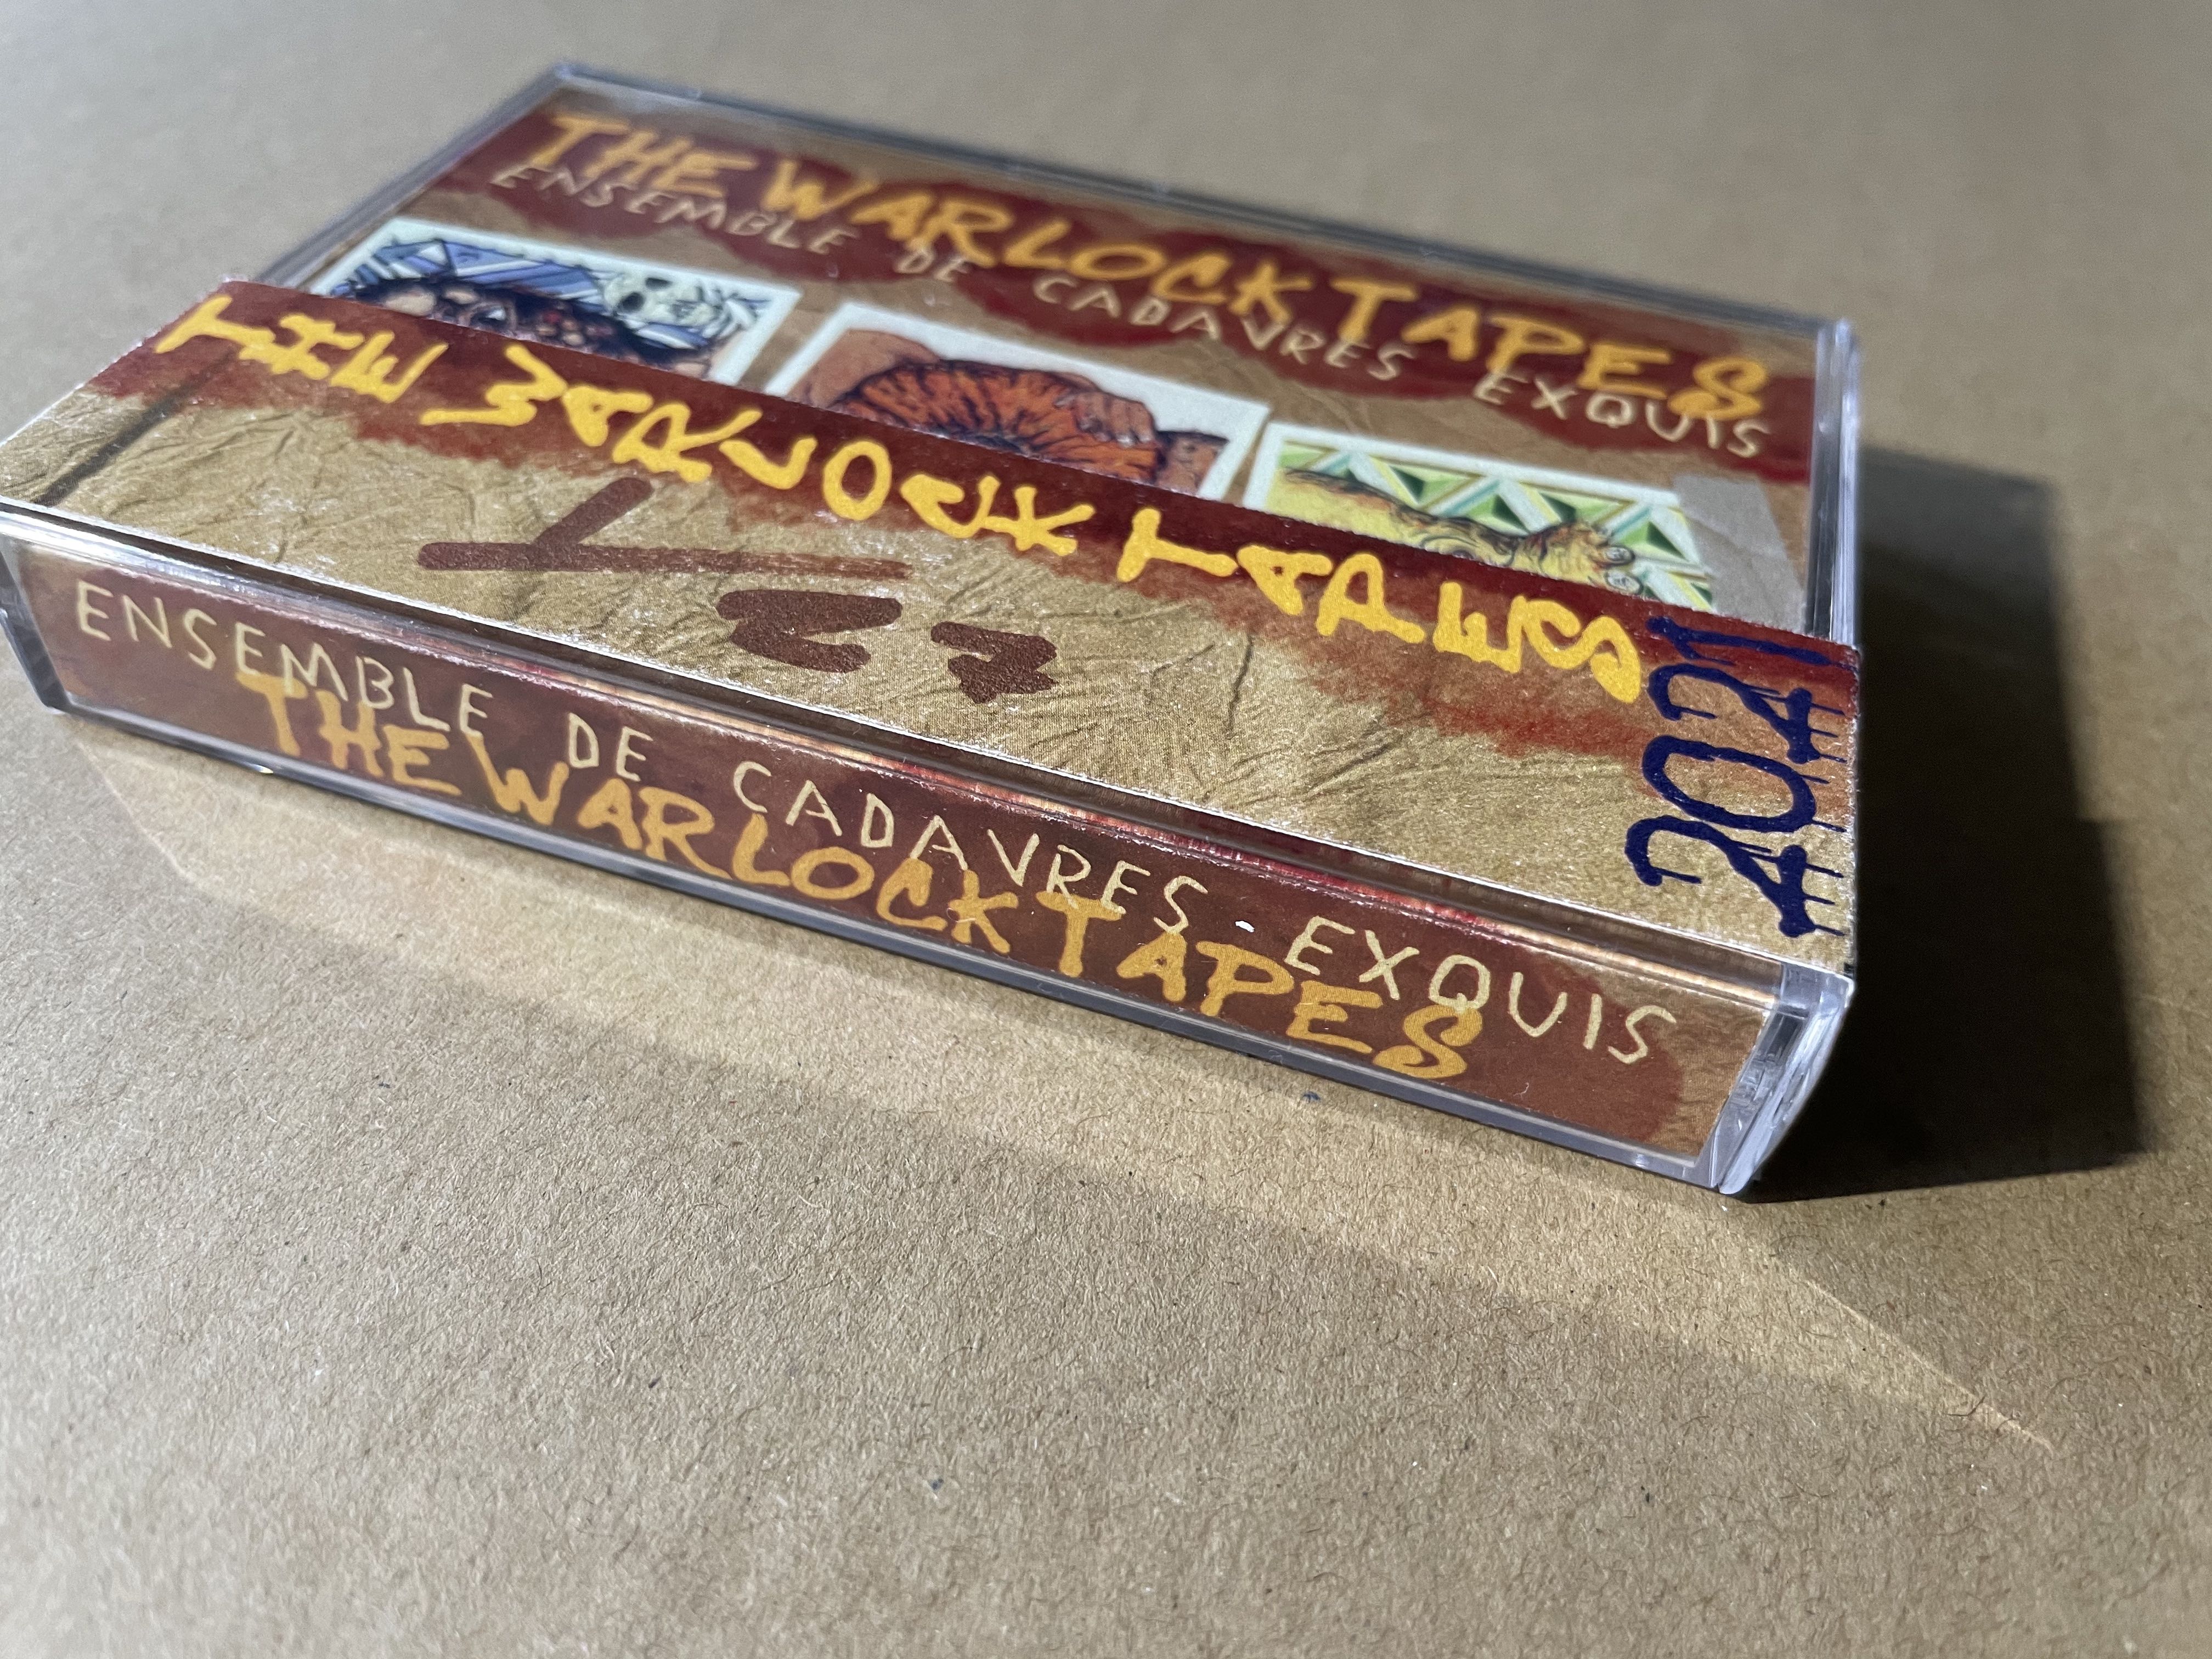 THE WARLOCK TAPES
ENSEMBLE DE CADAVRES EXQUIS
THE WARLOCK TAPES
2021
ENSEMBLE DE CADAVRES EXQUIS
THE WARLOCK TAPES